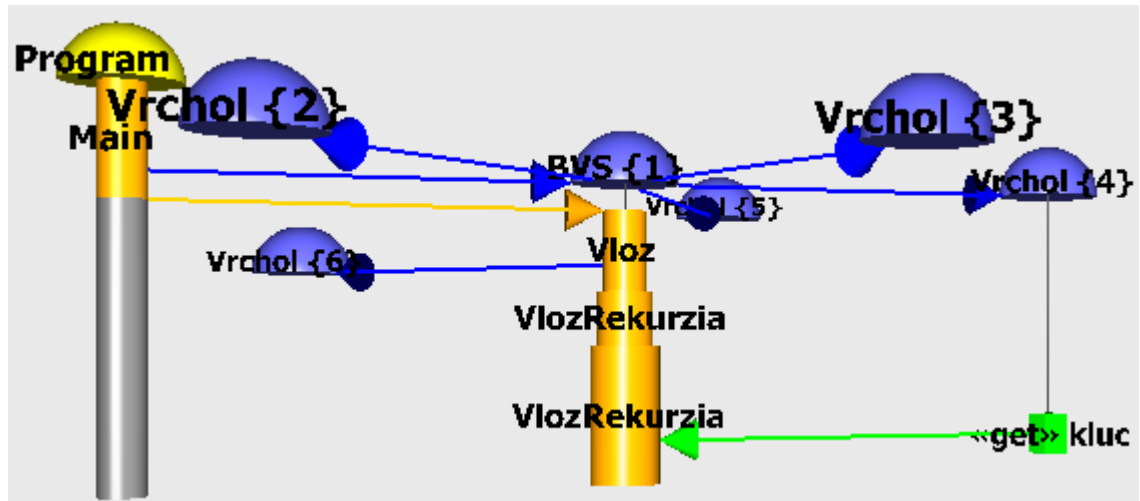 Program
Main
Vrchol {2}
BVS {1}
Vrchol {3}
Vrchol {4}
Vrchol {5}
Vloz
Vrchol {6}
VlozRekurzia
VlozRekurzia
«get» kluc